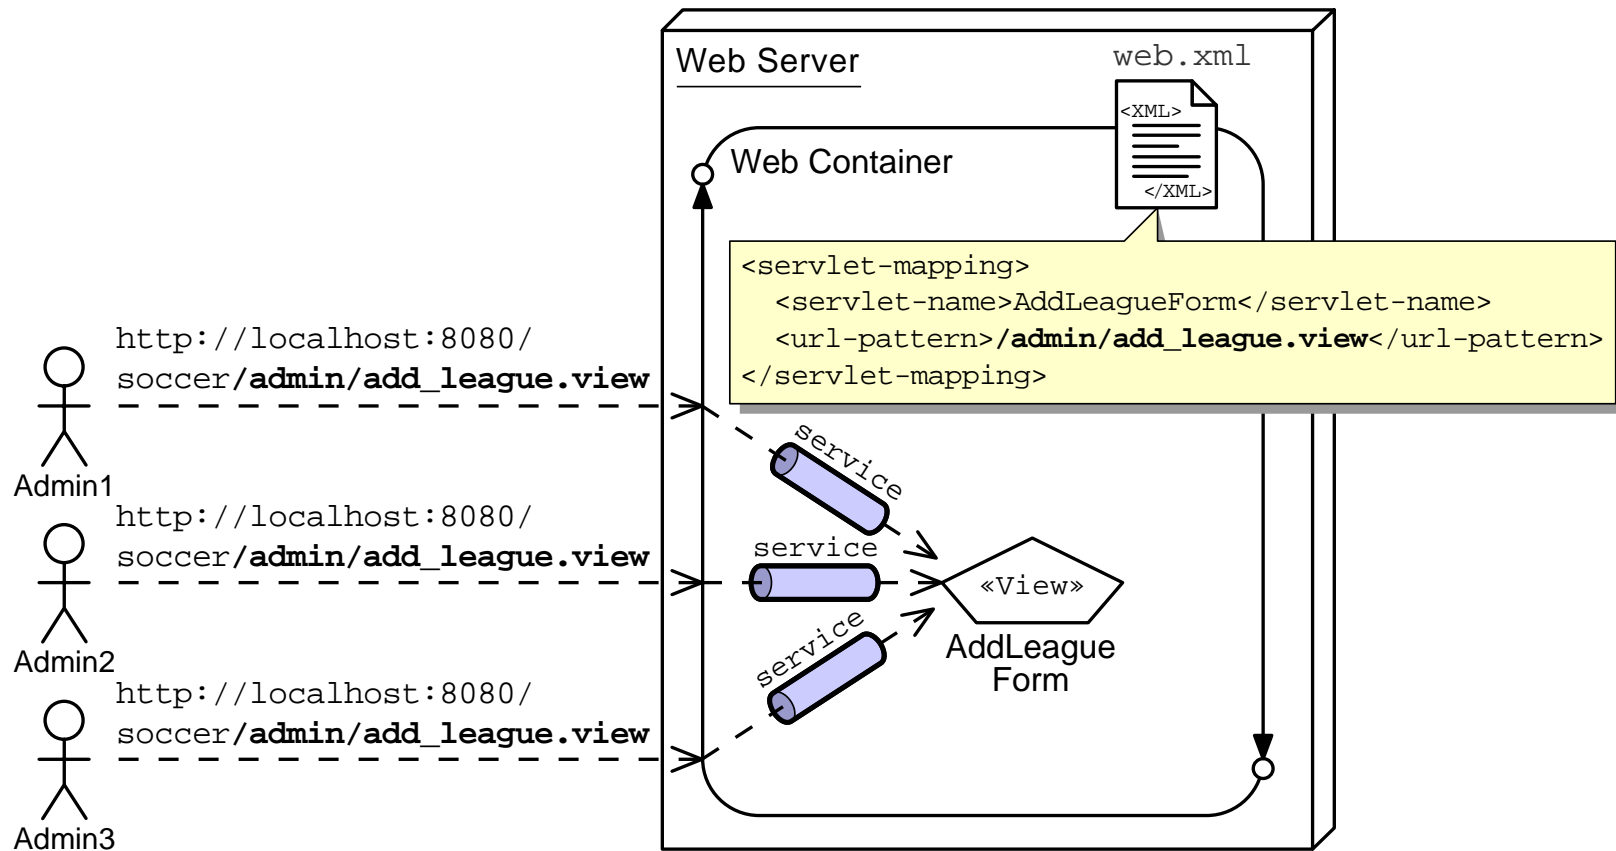 Web Server
web.xml
<XML>
</XML>
Web Container
<servlet-mapping>
<servlet-name>AddLeagueForm</servlet-name>
<url-pattern>/admin/add_league.view</url-pattern>
</servlet-mapping>
http://localhost:8080/
soccer/admin/add_league.view
Admin1
service
http://localhost:8080/
soccer/admin/add_league.view
Admin2
service
«View»
AddLeague
Form
http://localhost:8080/
soccer/admin/add_league.view
Admin3
service